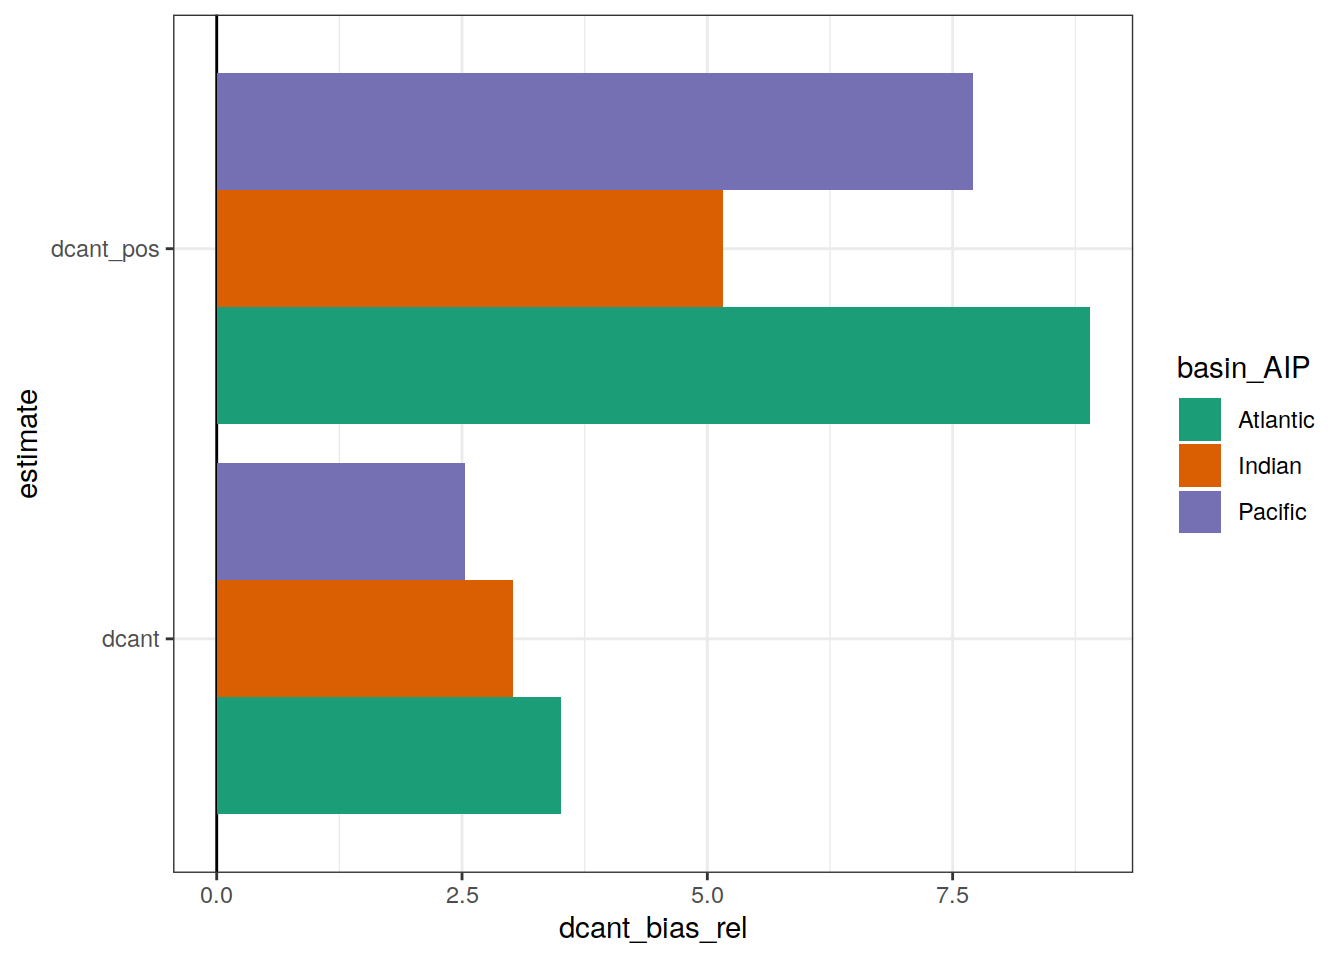 dcant_pos
dcant
estimate
0.0
2.5
5.0
7.5
dcant_bias_rel
basin_AIP
Atlantic
Indian
Pacific